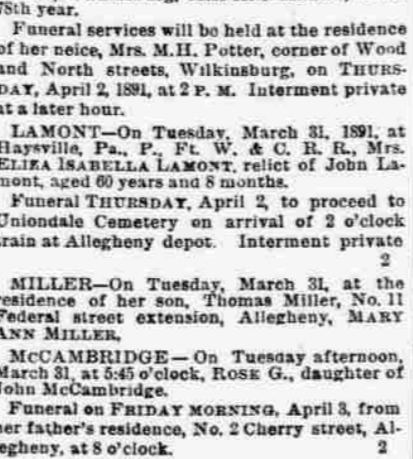 78th year.
Funeral services will be held at the residence
of her neice, Mrs. M.H. Potter, corner of Wood
and North streets, Wilkinsburg, on THURS-
DAY, April 2, 1891, at 2 P. M. Interment private
at a later hour.
LAMONT—On Tuesday, March 31, 1891, at
Haysville, Pa., P., Ft. W. & C. R. R., Mrs.
ELIZA ISABELLA LAMONT, relict of John La-
mont, aged 60 years and 8 months.
Funeral THURSDAY, April 2, to proceed to
Uniondale Cemetery on arrival of 2 o'clock
train at Allegheny depot. Interment private
2
MILLER—On Tuesday, March 31, at the
residence of her son, Thomas Miller, No. 11
Federal street extension, Allegheny, MARY
ANN MILLER.
MCCAMBRIDGE—On Tuesday afternoon,
March 31, at 5:45 o'clock, ROSE G., daughter of
John McCambridge.
Funeral on FRIDAY MORNING, April 3, from
her father's residence, No. 2 Cherry street, Al-
legheny, at 8 o'clock. 2